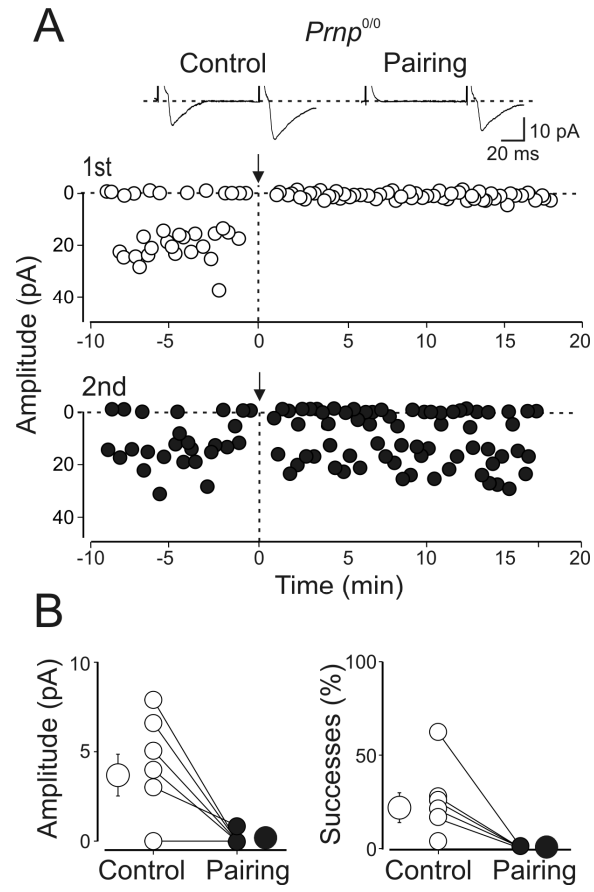 A
Prnp0/0
Control Pairing
10 pA
20 ms
1st
0
20
40
-10 -5 0 5 10 15 20
Amplitude (pA)
2nd
0
20
40
-10 -5 0 5 10 15 20
Time (min)
B
Amplitude (pA)
10
5
0
Control Pairing
Successes (%)
100
50
0
Control Pairing